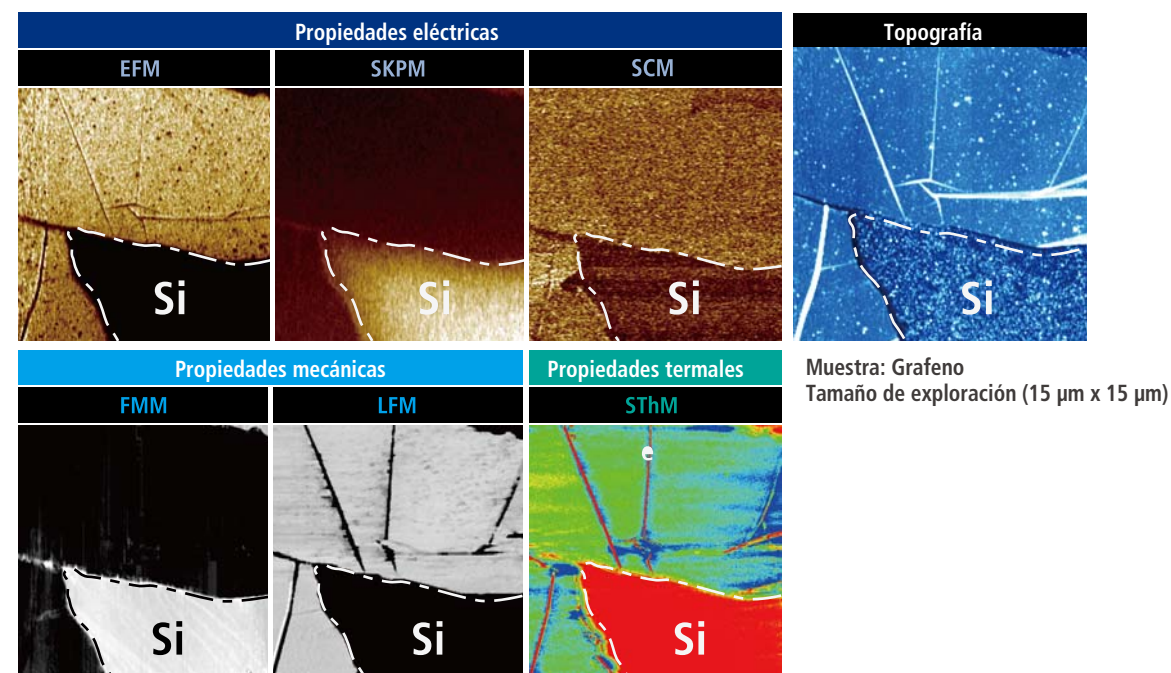 Propiedades eléctricas
EFM
SKPM
SCM
Si
Si
Si
Topografía
Si
Muestra: Grafeno
Tamaño de exploración (15 µm x 15 µm)
Propiedades mecánicas
FMM
LFM
Si
Si
Propiedades termales
SThM
e
Si